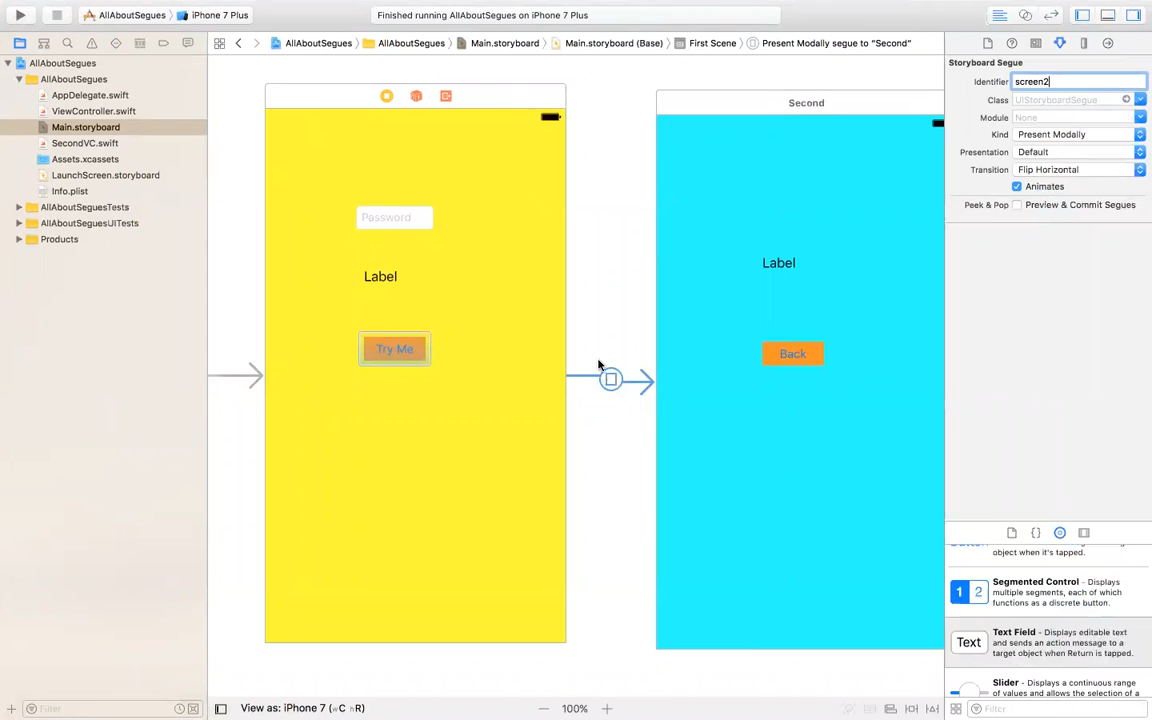 AllAboutSegues
iPhone 7 Plus
Finished running AllAboutSegues on iPhone 7 Plus
AllAboutSegues
AllAboutSegues
Main.storyboard
Main.storyboard (Base)
First Scene
Present Modally segue to "Second"
AllAboutSegues
AllAboutSegues
AppDelegate.swift
ViewController.swift
Main.storyboard
SecondVC.swift
Assets.xcassets
LaunchScreen.storyboard
Info.plist
AllAboutSeguesTests
AllAboutSeguesUITests
Products
Password
Label
Try Me
Second
Label
Back
Storyboard Segue
Identifier screen2
Class UIStoryboardSegue
Module None
Kind Present Modally
Presentation Default
Transition Flip Horizontal
Animates
Peek & Pop Preview & Commit Segues
object when it's tapped.
1 2
Segmented Control - Displays
multiple segments, each of which
functions as a discrete button.
Text
Text Field - Displays editable text
and sends an action message to a
target object when Return is tapped.
Slider - Displays a continuous range
of values and allows the selection of a
Filter
View as: iPhone 7 (wC hR)
100%
Filter